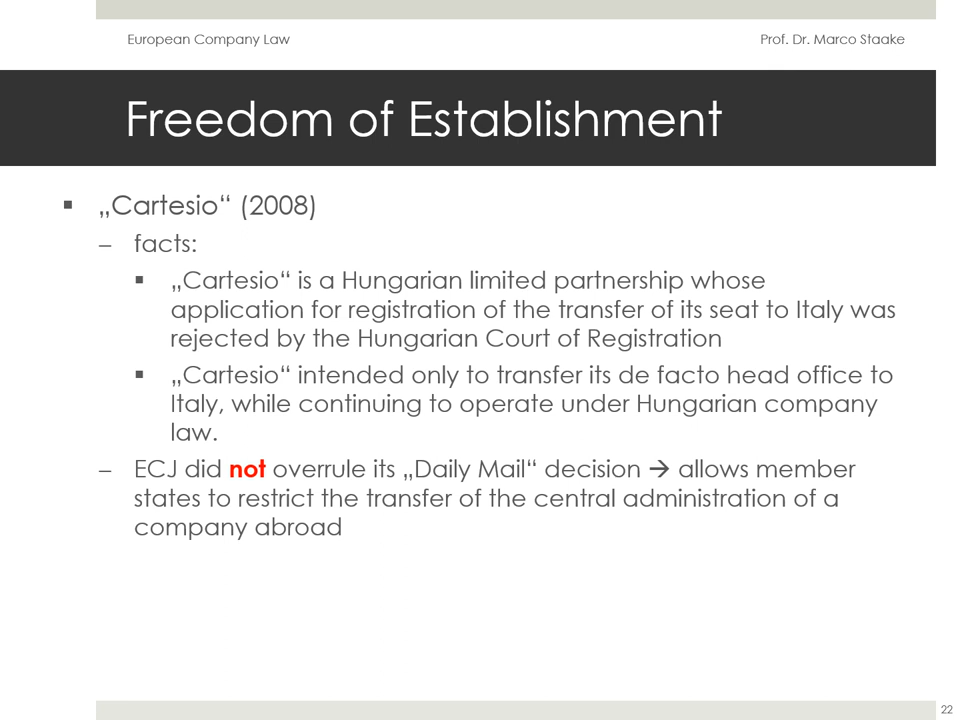 European Company Law
Prof. Dr. Marco Staake
Freedom of Establishment
▪ „Cartesio“ (2008)
– facts:
▪ „Cartesio“ is a Hungarian limited partnership whose
application for registration of the transfer of its seat to Italy was
rejected by the Hungarian Court of Registration
▪ „Cartesio“ intended only to transfer its de facto head office to
Italy, while continuing to operate under Hungarian company
law.
– ECJ did not overrule its „Daily Mail“ decision → allows member
states to restrict the transfer of the central administration of a
company abroad
22